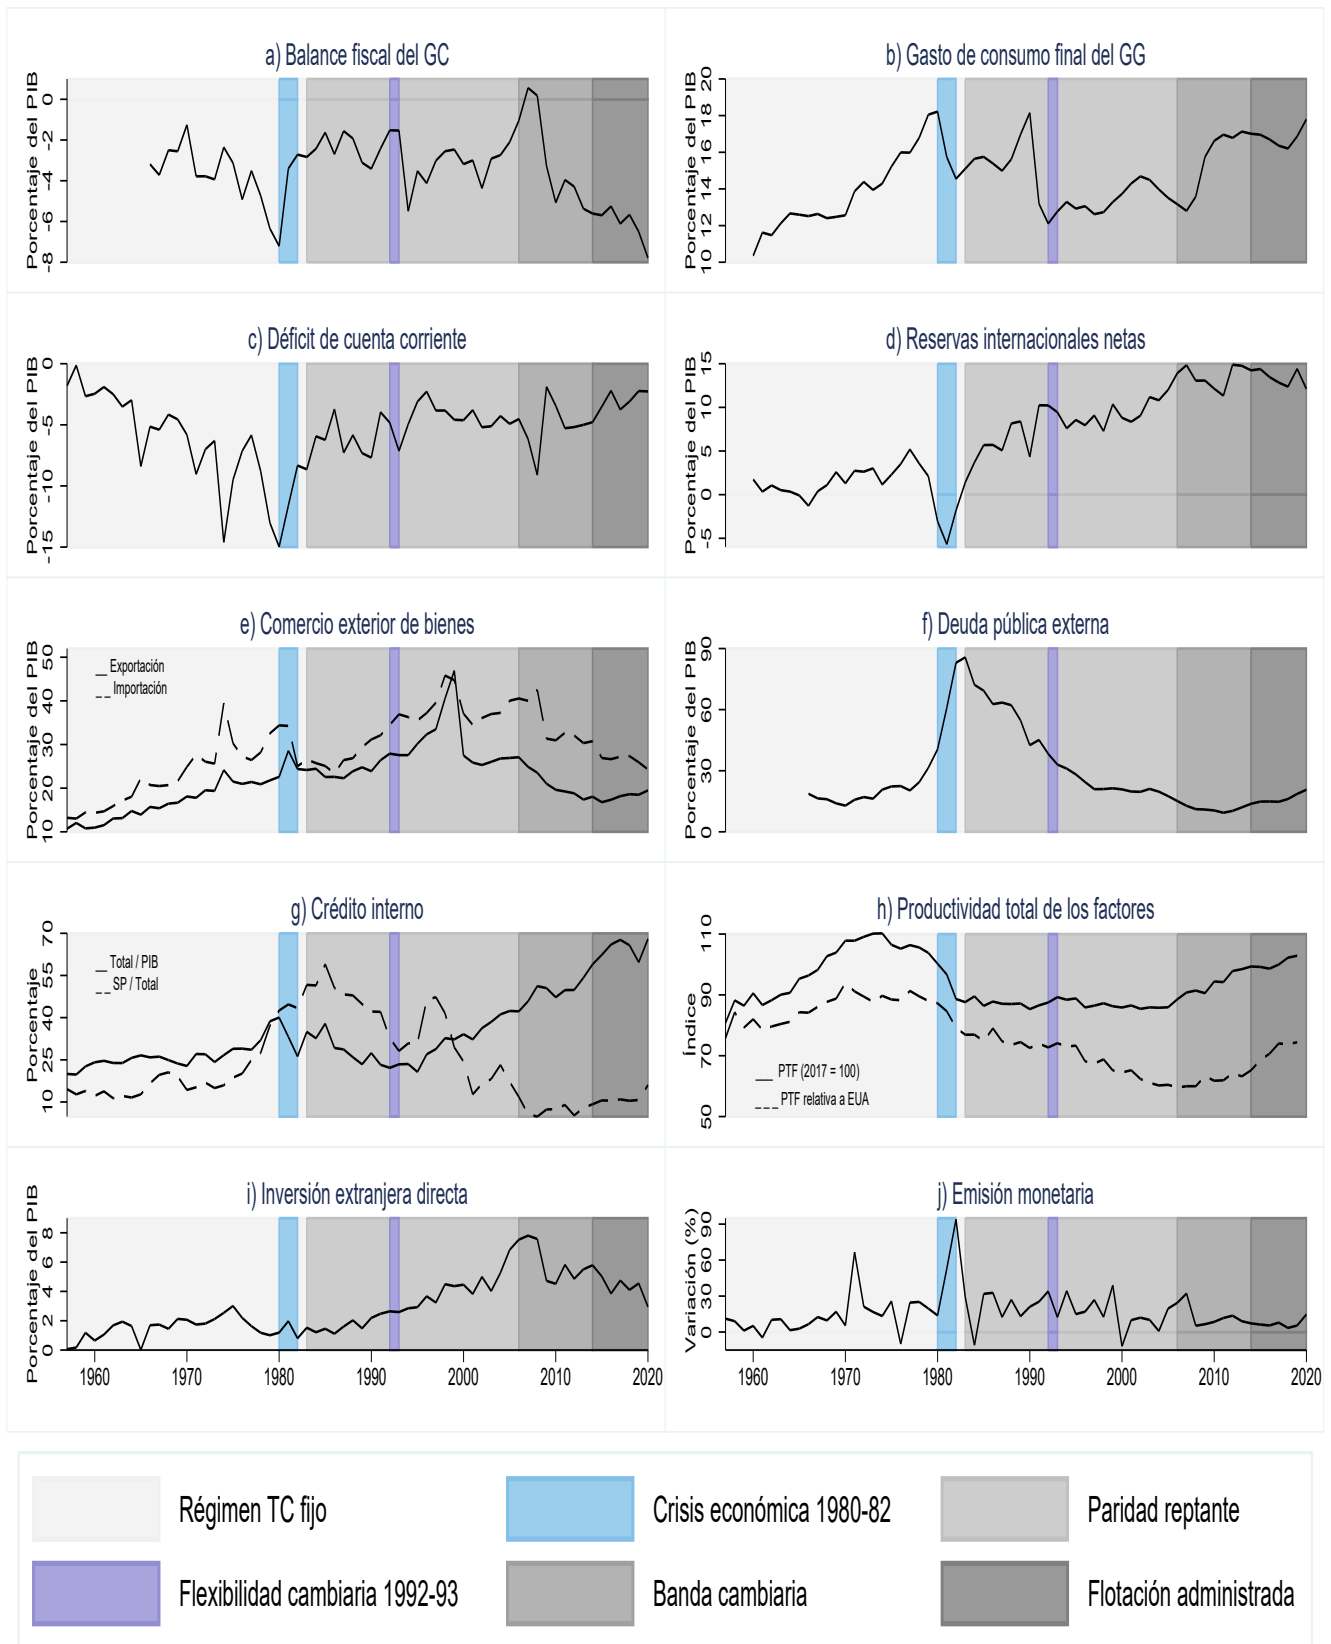 a) Balance fiscal del GC
Porcentaje del PIB
-8 -6 -4 -2 0
b) Gasto de consumo final del GG
Porcentaje del PIB
10 12 14 16 18 20
c) Déficit de cuenta corriente
Porcentaje del PIB
-15 -10 -5 0
d) Reservas internacionales netas
Porcentaje del PIB
-5 0 5 10 15
e) Comercio exterior de bienes
Porcentaje del PIB
10 20 30 40 50
__ Exportación
_ _ Importación
f) Deuda pública externa
Porcentaje del PIB
0 30 60 90
g) Crédito interno
Porcentaje
10 25 40 55 70
__ Total / PIB
_ _ SP / Total
h) Productividad total de los factores
Índice
50 70 90 110
___ PTF (2017 = 100)
_ _ _ PTF relativa a EUA
i) Inversión extranjera directa
Porcentaje del PIB
0 2 4 6 8
1960 1970 1980 1990 2000 2010 2020
j) Emisión monetaria
Variación (%)
0 30 60 90
1960 1970 1980 1990 2000 2010 2020
Régimen TC fijo
Crisis económica 1980-82
Paridad reptante
Flexibilidad cambiaria 1992-93
Banda cambiaria
Flotación administrada